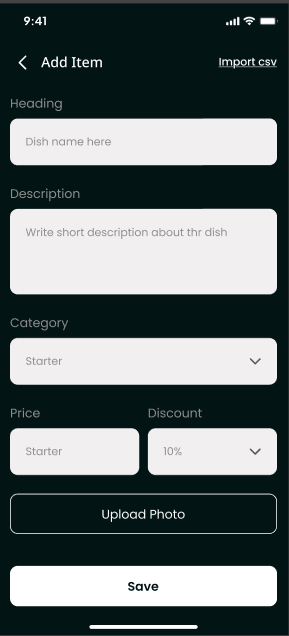 9:41
Add Item
Import csv
Heading
Dish name here
Description
Write short description about thr dish
Category
Starter
Price
Discount
Starter
10%
Upload Photo
Save